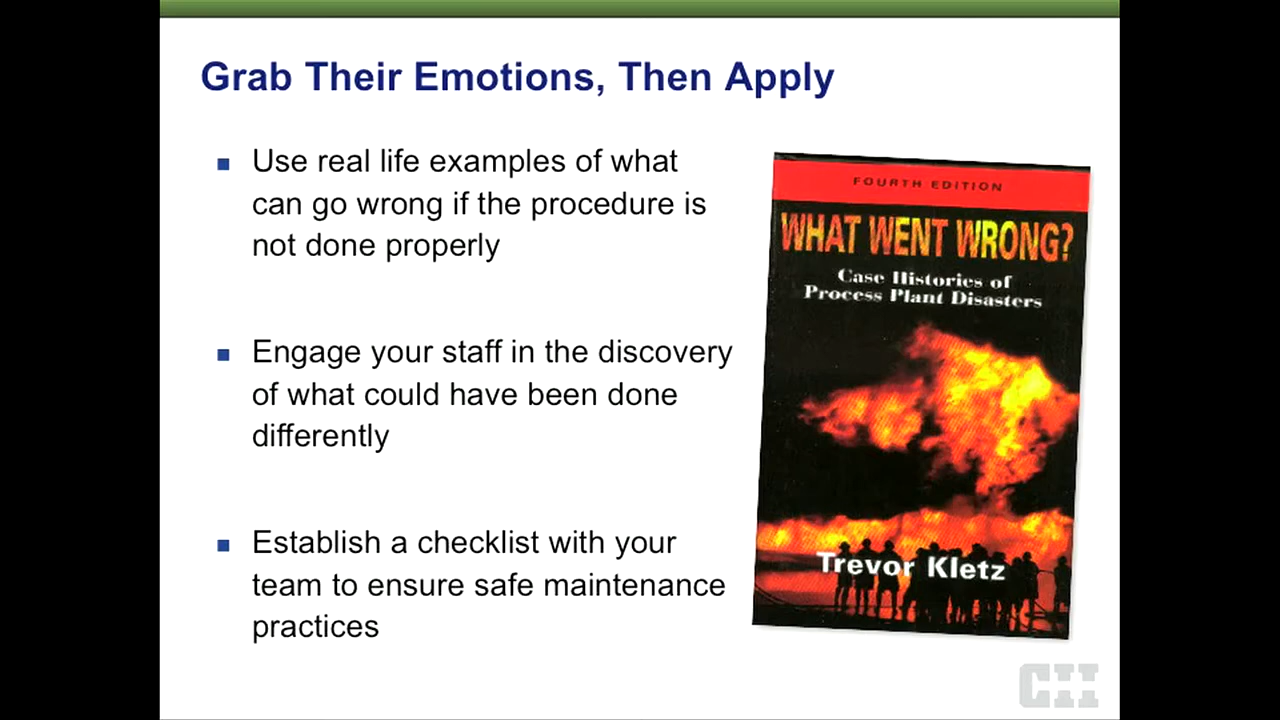 Grab Their Emotions, Then Apply
Use real life examples of what
can go wrong if the procedure is
not done properly
Engage your staff in the discovery
of what could have been done
differently
Establish a checklist with your
team to ensure safe maintenance
practices
FOURTH EDITION
WHAT WENT WRONG?
Case Histories of
Process Plant Disasters
Trevor Kletz
CII